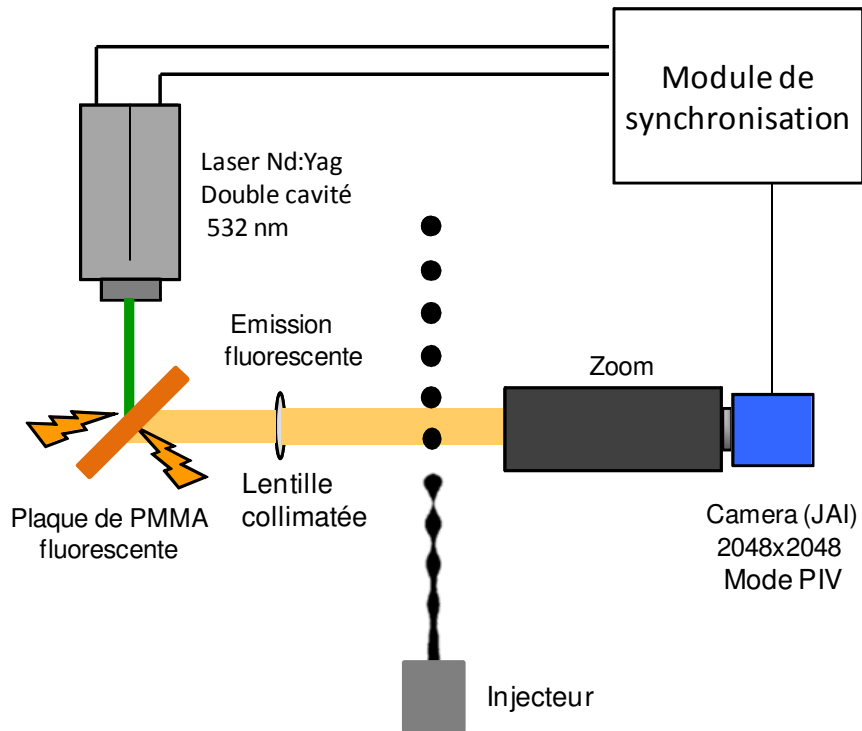 Module de
synchronisation
Laser Nd:Yag
Double cavité
532 nm
Emission
fluorescente
Zoom
Lentille
collimatée
Plaque de PMMA
fluorescente
Camera (JAI)
2048x2048
Mode PIV
Injecteur